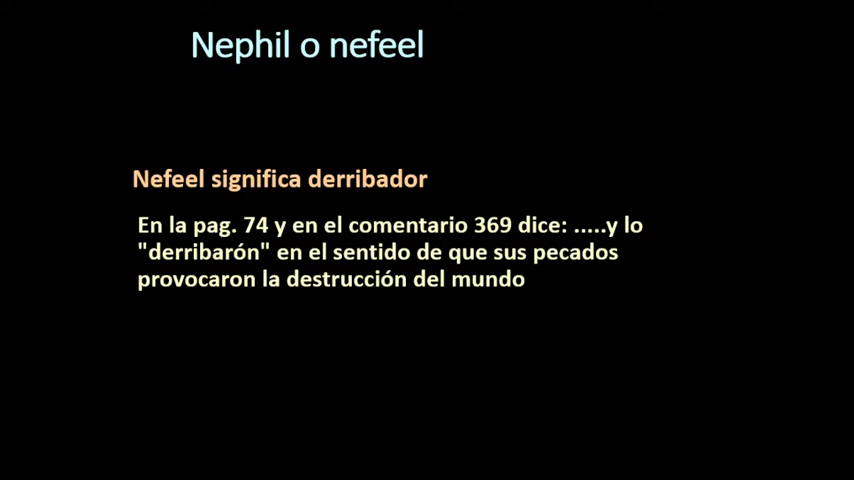 Nephil o nefeel
Nefeel significa derribador
En la pag. 74 y en el comentario 369 dice: .....y lo
"derribarón" en el sentido de que sus pecados
provocaron la destrucción del mundo